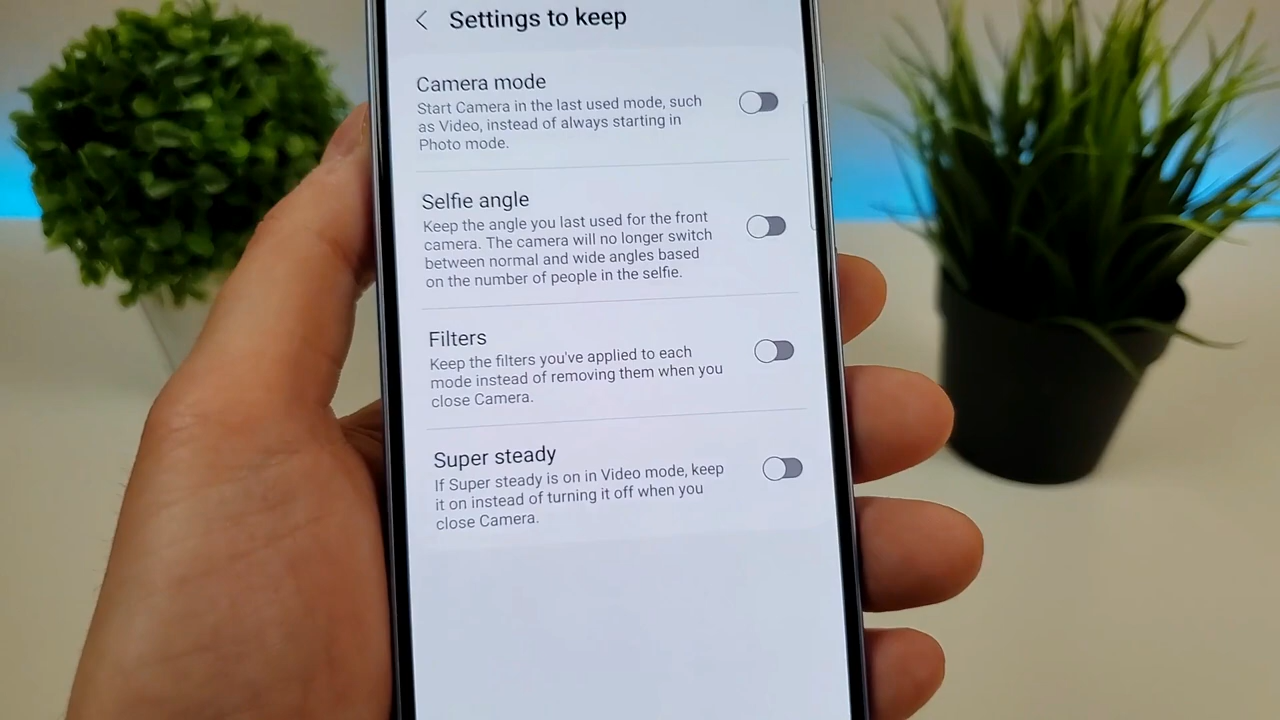 Settings to keep
Camera mode
Start Camera in the last used mode, such
as Video, instead of always starting in
Photo mode.
Selfie angle
Keep the angle you last used for the front
camera. The camera will no longer switch
between normal and wide angles based
on the number of people in the selfie.
Filters
Keep the filters you've applied to each
mode instead of removing them when you
close Camera.
Super steady
If Super steady is on in Video mode, keep
it on instead of turning it off when you
close Camera.